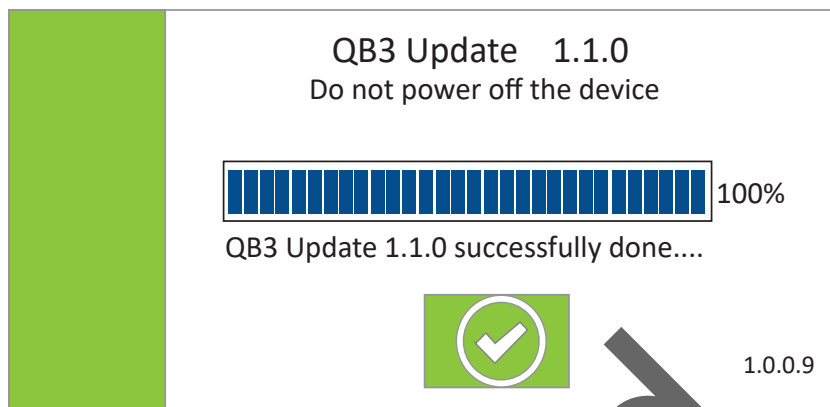 QB3 Update 1.1.0
Do not power off the device
100%
QB3 Update 1.1.0 successfully done....
1.0.0.9